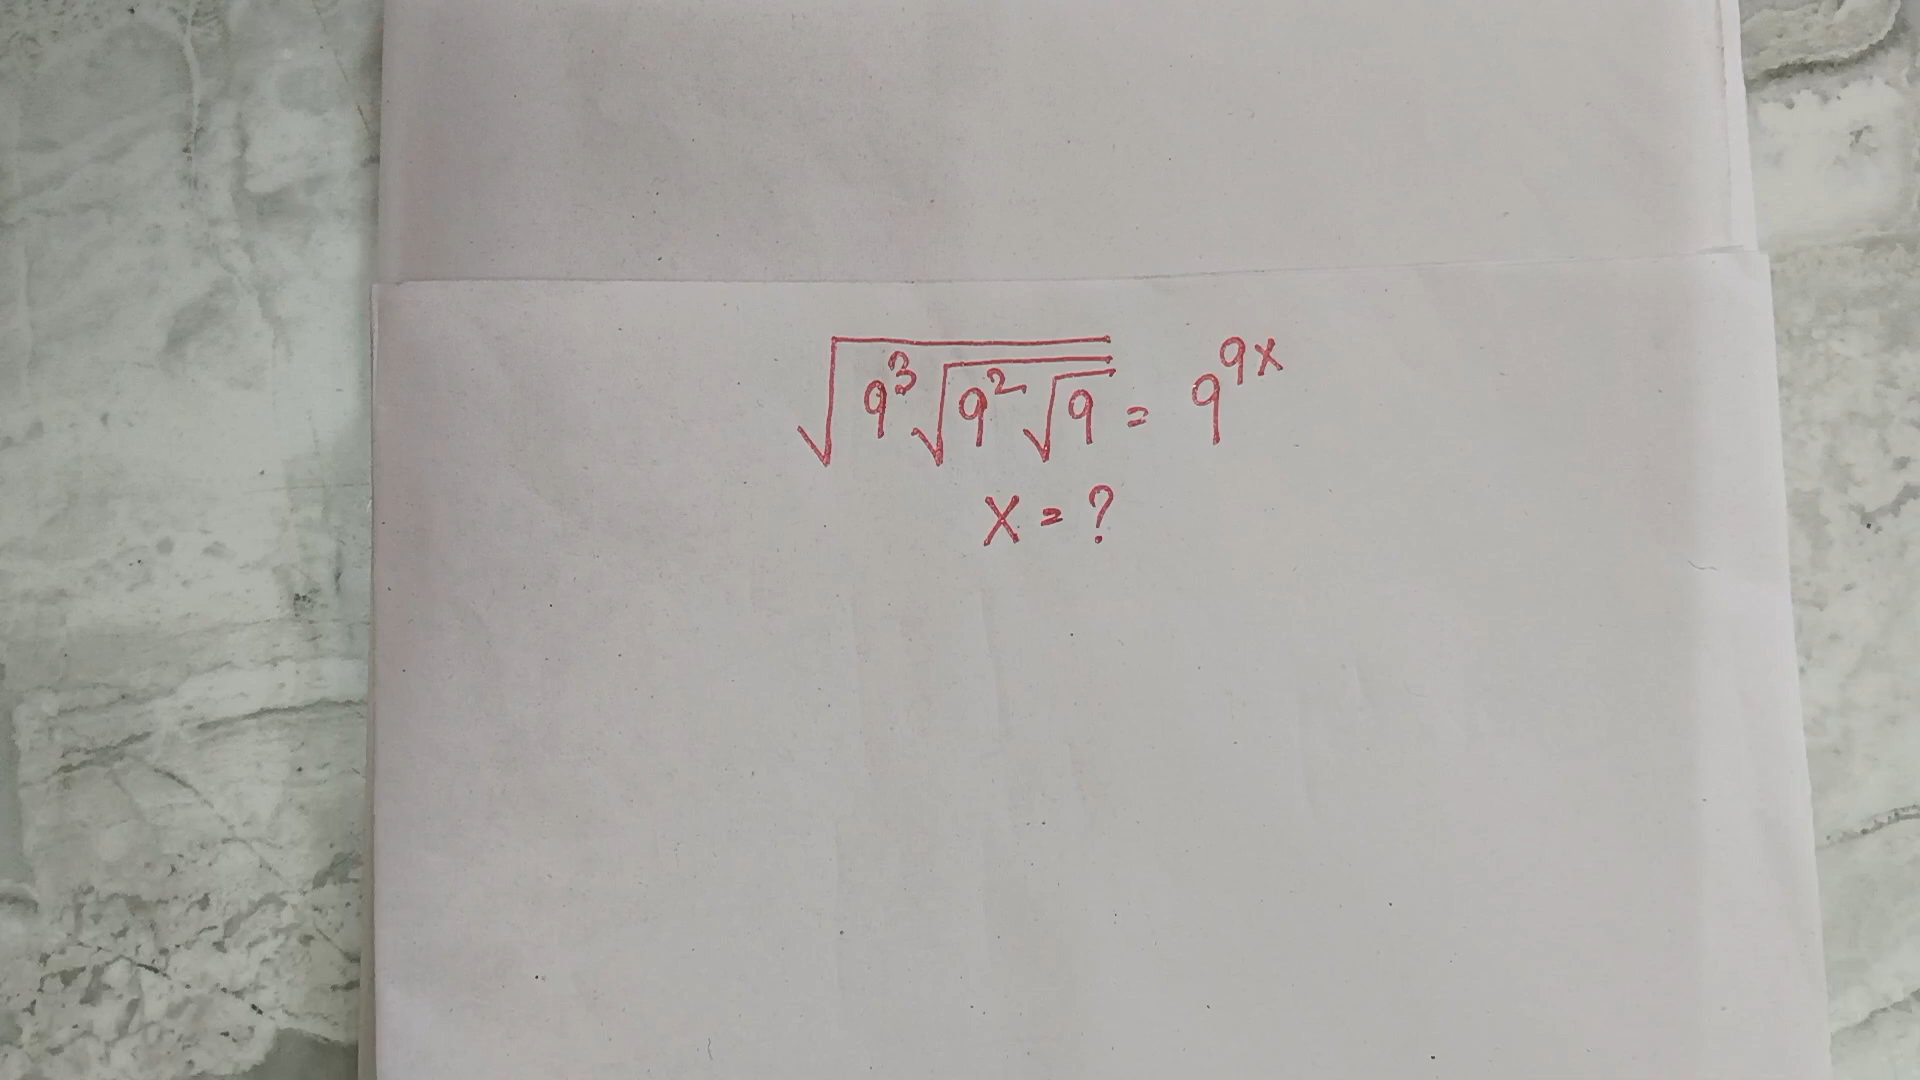 √(9³√(9²√9)) = 9^(9x)
x = ?